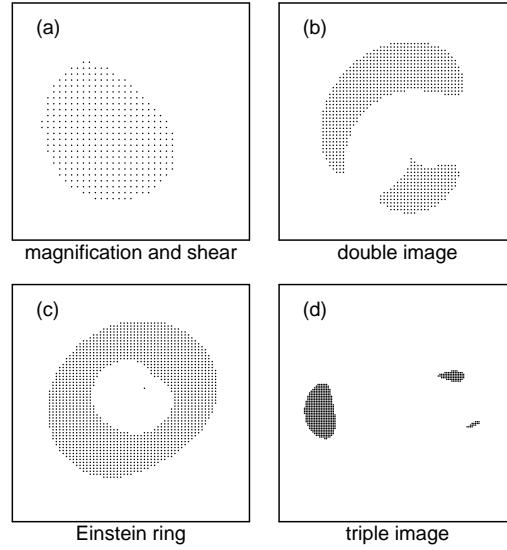 (a)
magnification and shear
(b)
double image
(c)
Einstein ring
(d)
triple image